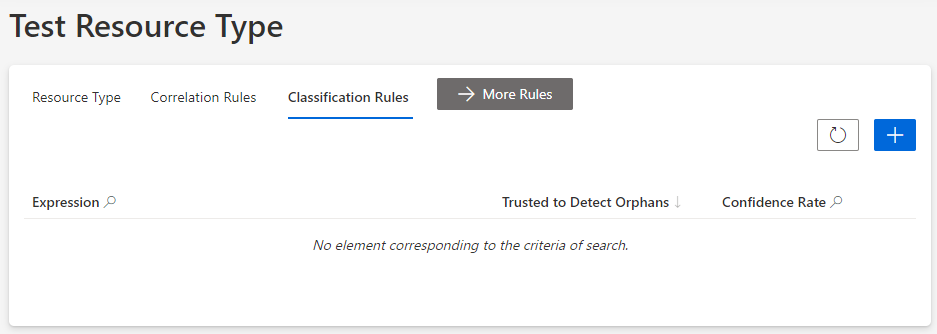 Test Resource Type
Resource Type Correlation Rules Classification Rules More Rules
Expression Trusted to Detect Orphans Confidence Rate
No element corresponding to the criteria of search.